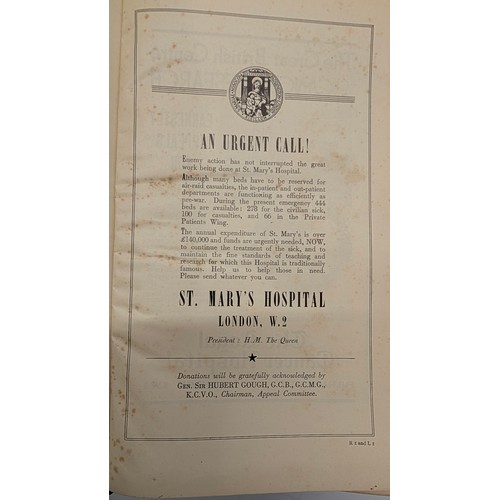 AN URGENT CALL!
Enemy action has not interrupted the great
work being done at St. Mary's Hospital.
Although many beds have to be reserved for
air-raid casualties, the in-patient and out-patient
departments are functioning as efficiently as
pre-war. During the present emergency 444
beds are available: 278 for the civilian sick,
100 for casualties, and 66 in the Private
Patients Wing.
The annual expenditure of St. Mary's is over
£140,000 and funds are urgently needed, NOW,
to continue the treatment of the sick, and to
maintain the fine standards of teaching and
research for which this Hospital is traditionally
famous. Help us to help those in need.
Please send whatever you can.
ST. MARY'S HOSPITAL
LONDON, W.2
President : H.M. The Queen
Donations will be gratefully acknowledged by
GEN. SIR HUBERT GOUGH, G.C.B., G.C.M.G.,
K.C.V.O., Chairman, Appeal Committee.